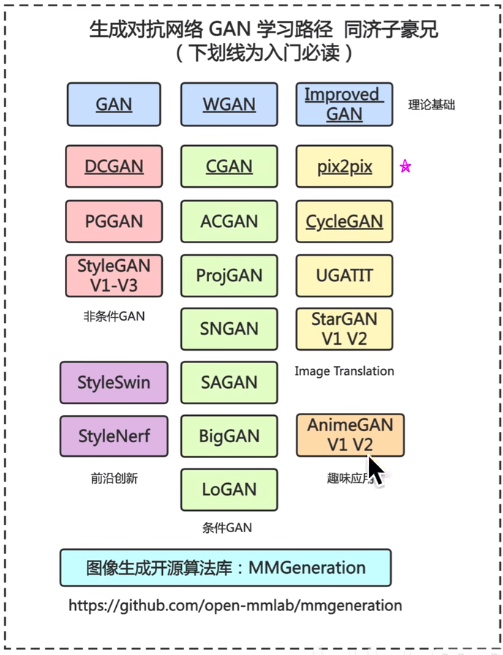 生成对抗网络 GAN 学习路径 同济子豪兄
（下划线为入门必读）
GAN
WGAN
Improved
GAN
理论基础
DCGAN
CGAN
pix2pix
PGGAN
ACGAN
CycleGAN
StyleGAN
V1-V3
ProjGAN
UGATIT
非条件GAN
SNGAN
StarGAN
V1 V2
Image Translation
StyleSwin
SAGAN
StyleNerf
BigGAN
AnimeGAN
V1 V2
前沿创新
趣味应用
LoGAN
条件GAN
图像生成开源算法库：MMGeneration
https://github.com/open-mmlab/mmgeneration